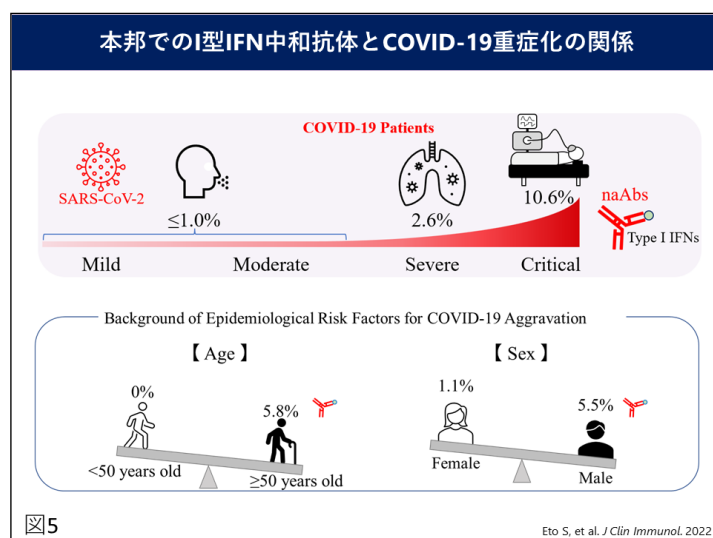 本邦でのI型IFN中和抗体とCOVID-19重症化の関係
COVID-19 Patients
SARS-CoV-2
≤1.0%
2.6%
10.6%
naAbs
Type I IFNs
Mild
Moderate
Severe
Critical
Background of Epidemiological Risk Factors for COVID-19 Aggravation
【 Age 】
【 Sex 】
0%
5.8%
<50 years old
≥50 years old
1.1%
5.5%
Female
Male
図5
Eto S, et al. J Clin Immunol. 2022